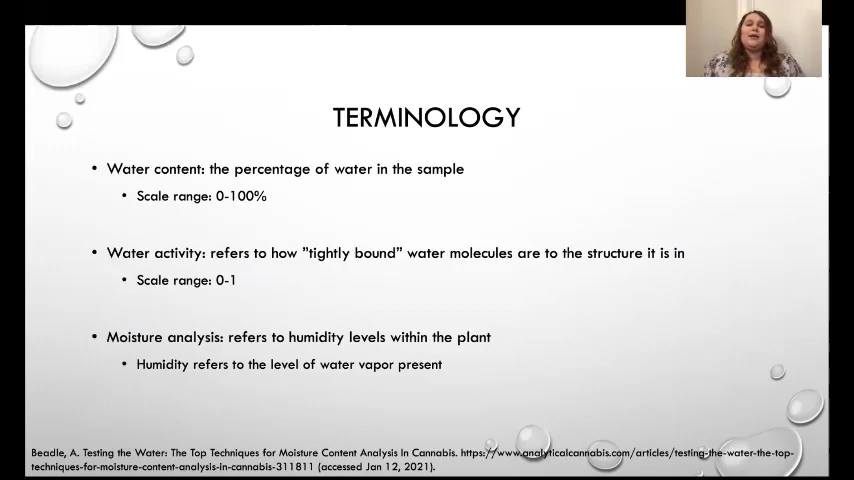 TERMINOLOGY
• Water content: the percentage of water in the sample
• Scale range: 0-100%
• Water activity: refers to how ”tightly bound” water molecules are to the structure it is in
• Scale range: 0-1
• Moisture analysis: refers to humidity levels within the plant
• Humidity refers to the level of water vapor present
Beadle, A. Testing the Water: The Top Techniques for Moisture Content Analysis In Cannabis. https://www.analyticalcannabis.com/articles/testing-the-water-the-top-
techniques-for-moisture-content-analysis-in-cannabis-311811 (accessed Jan 12, 2021).